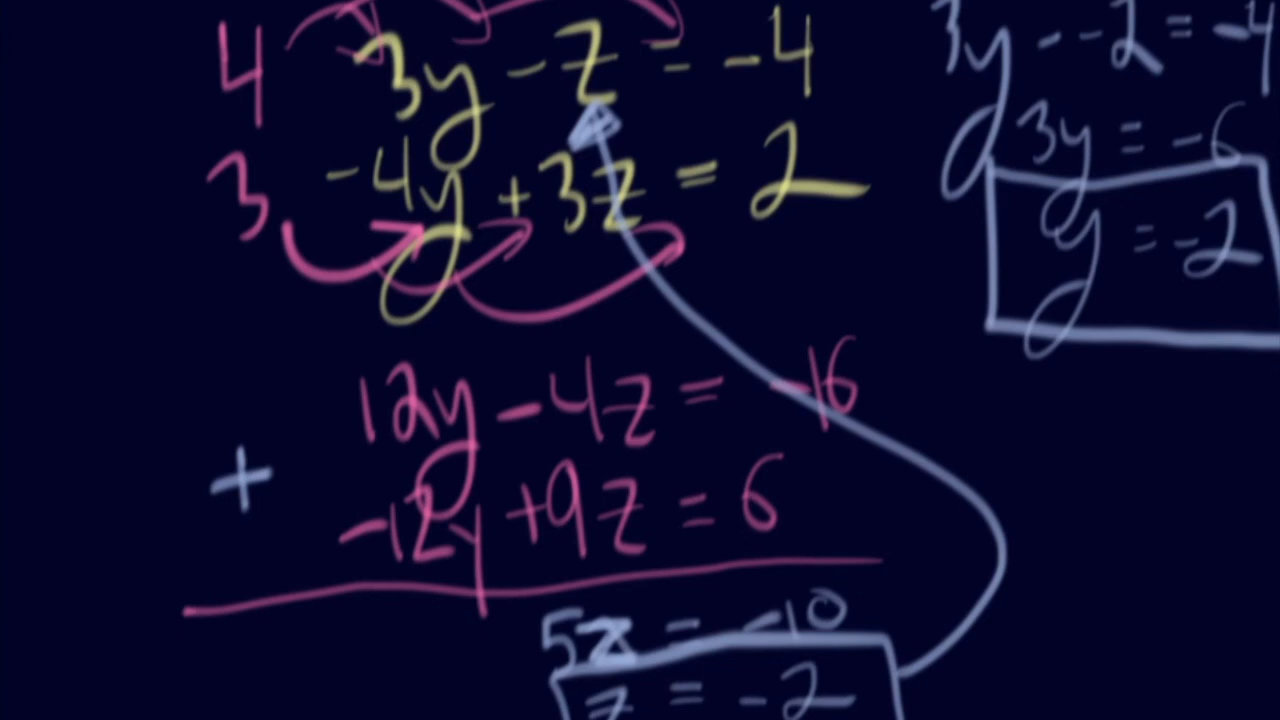 4 3y - z = -4
3 -4y + 3z = 2
12y - 4z = -16
+ -12y + 9z = 6
5z = -10
z = -2
3y - -2 = -4
3y = -6
y = -2